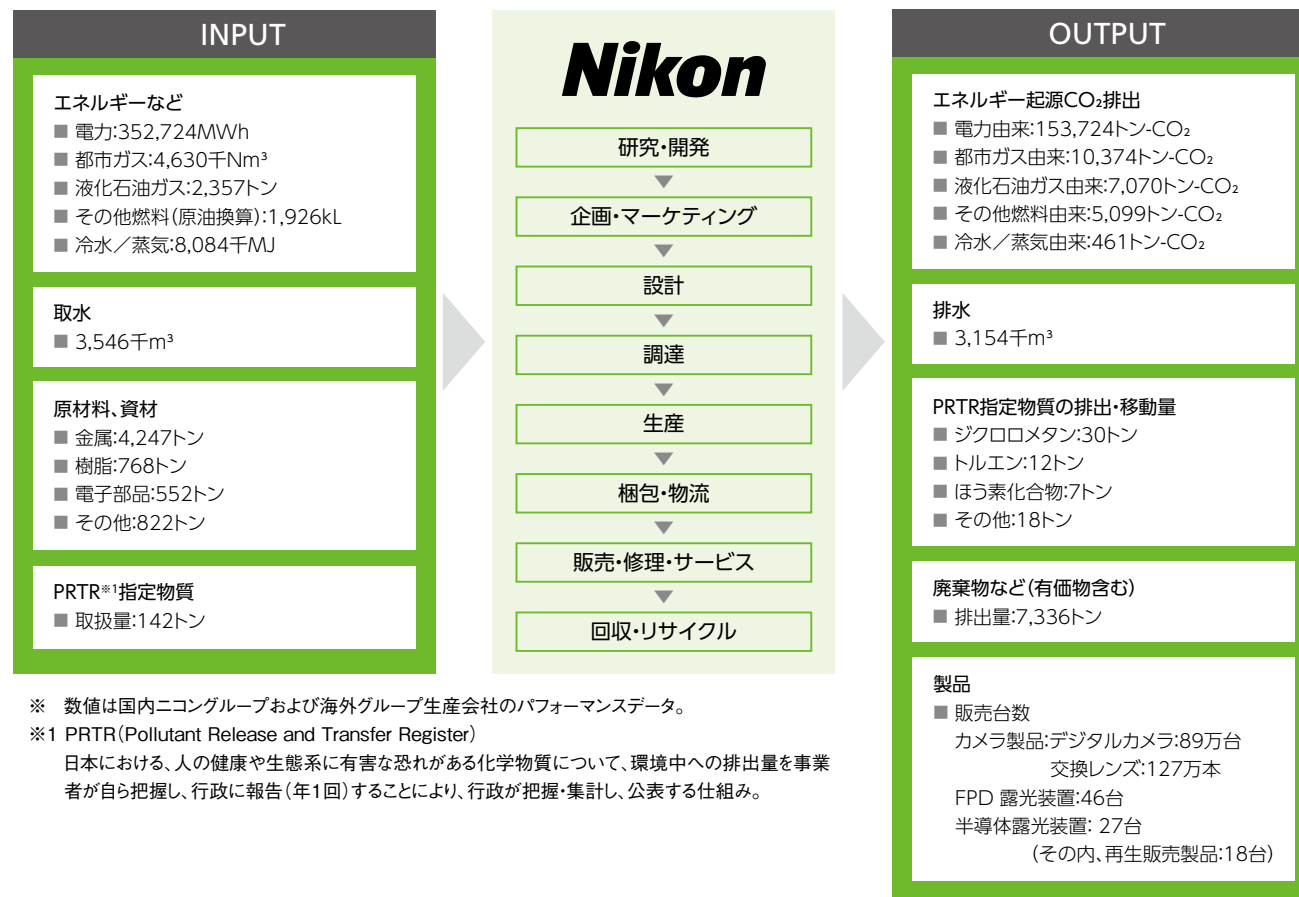 INPUT
エネルギーなど
■ 電力:352,724MWh
■ 都市ガス:4,630千Nm³
■ 液化石油ガス:2,357トン
■ その他燃料(原油換算):1,926kL
■ 冷水／蒸気:8,084千MJ
取水
■ 3,546千m³
原材料、資材
■ 金属:4,247トン
■ 樹脂:768トン
■ 電子部品:552トン
■ その他:822トン
PRTR※1指定物質
■ 取扱量:142トン
Nikon
研究・開発
企画・マーケティング
設計
調達
生産
梱包・物流
販売・修理・サービス
回収・リサイクル
OUTPUT
エネルギー起源CO₂排出
■ 電力由来:153,724トン-CO₂
■ 都市ガス由来:10,374トン-CO₂
■ 液化石油ガス由来:7,070トン-CO₂
■ その他燃料由来:5,099トン-CO₂
■ 冷水／蒸気由来:461トン-CO₂
排水
■ 3,154千m³
PRTR指定物質の排出・移動量
■ ジクロロメタン:30トン
■ トルエン:12トン
■ ほう素化合物:7トン
■ その他:18トン
廃棄物など(有価物含む)
■ 排出量:7,336トン
製品
■ 販売台数
カメラ製品:デジタルカメラ:89万台
交換レンズ:127万本
FPD 露光装置:46台
半導体露光装置: 27台
(その内、再生販売製品:18台)
※ 数値は国内ニコングループおよび海外グループ生産会社のパフォーマンスデータ。
※1 PRTR(Pollutant Release and Transfer Register)
日本における、人の健康や生態系に有害な恐れがある化学物質について、環境中への排出量を事業
者が自ら把握し、行政に報告(年1回)することにより、行政が把握・集計し、公表する仕組み。